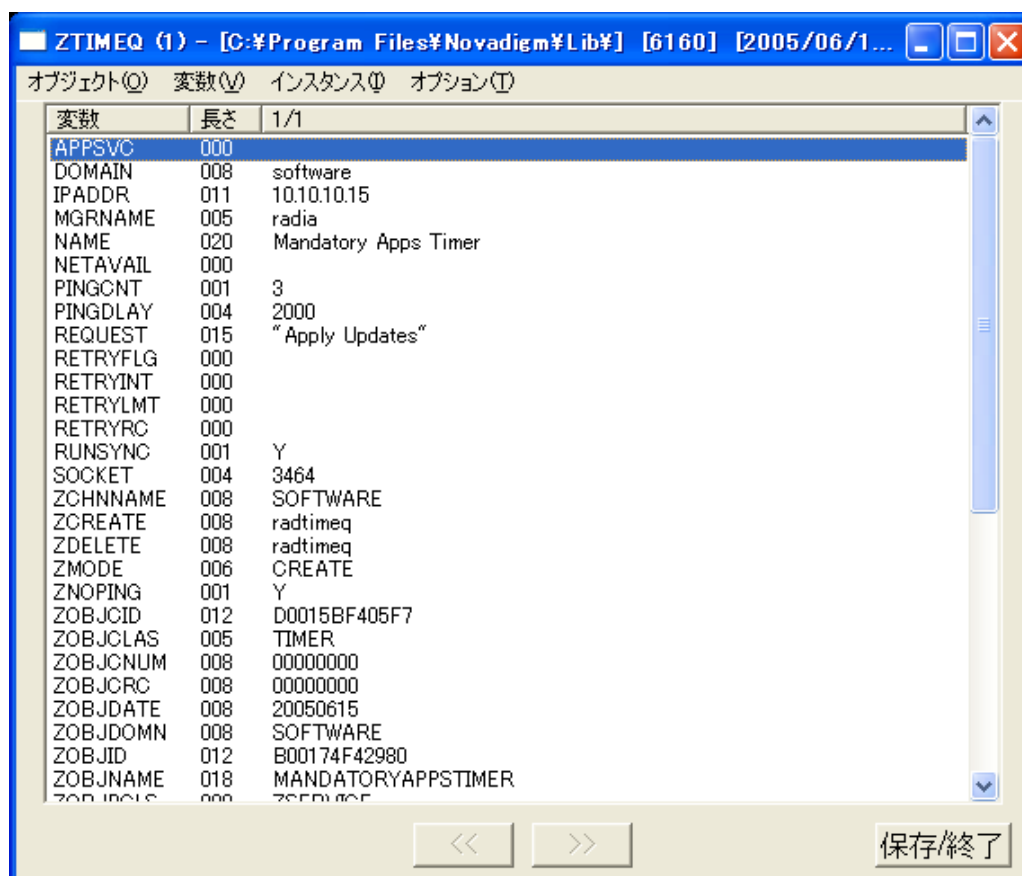 ZTIMEQ (1) - [C:¥Program Files¥Novadigm¥Lib¥] [6160] [2005/06/1...
オブジェクト(O) 変数(V) インスタンス(I) オプション(T)
変数 長さ 1/1
APPSVC 000
DOMAIN 008 software
IPADDR 011 10.10.10.15
MGRNAME 005 radia
NAME 020 Mandatory Apps Timer
NETAVAIL 000
PINGCNT 001 3
PINGDLAY 004 2000
REQUEST 015 "Apply Updates"
RETRYFLG 000
RETRYINT 000
RETRYLMT 000
RETRYRC 000
RUNSYNC 001 Y
SOCKET 004 3464
ZCHNNAME 008 SOFTWARE
ZCREATE 008 radtimeq
ZDELETE 008 radtimeq
ZMODE 006 CREATE
ZNOPING 001 Y
ZOBJCID 012 D0015BF405F7
ZOBJCLAS 005 TIMER
ZOBJCNUM 008 00000000
ZOBJCRC 008 00000000
ZOBJDATE 008 20050615
ZOBJDOMN 008 SOFTWARE
ZOBJID 012 B00174F42980
ZOBJNAME 018 MANDATORYAPPSTIMER
<< >> 保存/終了